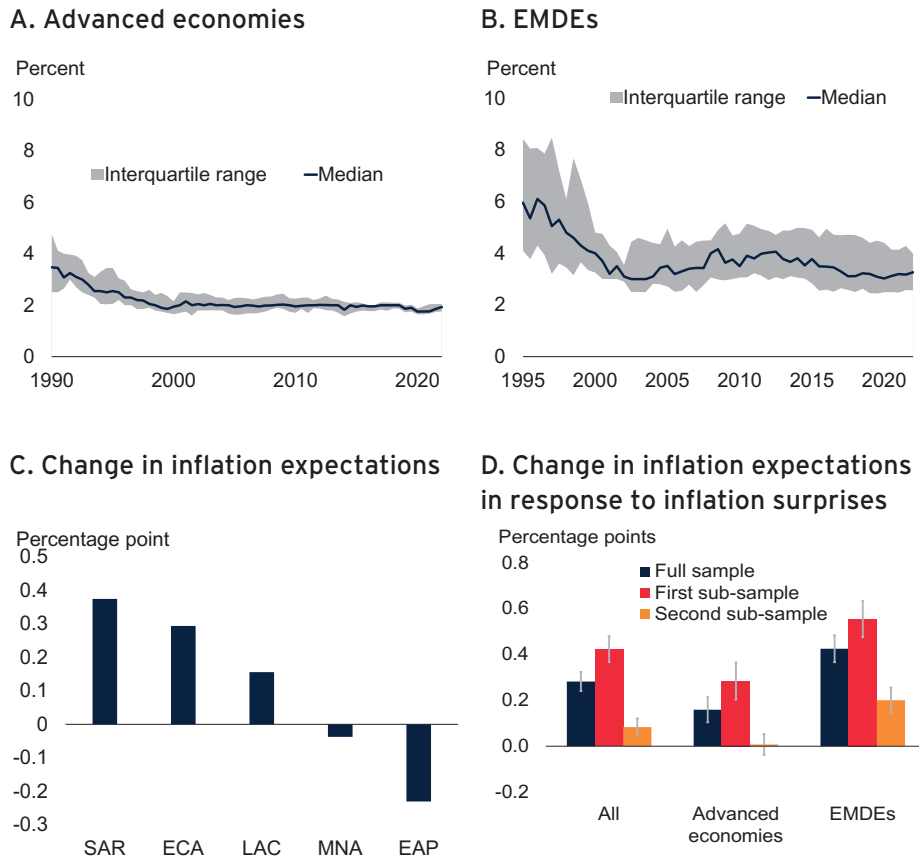 A. Advanced economies
Percent
10
8
6
4
2
0
Interquartile range
Median
1990
2000
2010
2020
B. EMDEs
Percent
10
8
6
4
2
0
Interquartile range
Median
1995
2000
2005
2010
2015
2020
C. Change in inflation expectations
Percentage point
0.5
0.4
0.3
0.2
0.1
0
-0.1
-0.2
-0.3
SAR
ECA
LAC
MNA
EAP
D. Change in inflation expectations
in response to inflation surprises
Percentage points
0.8
0.6
0.4
0.2
0.0
-0.2
Full sample
First sub-sample
Second sub-sample
All
Advanced
economies
EMDEs